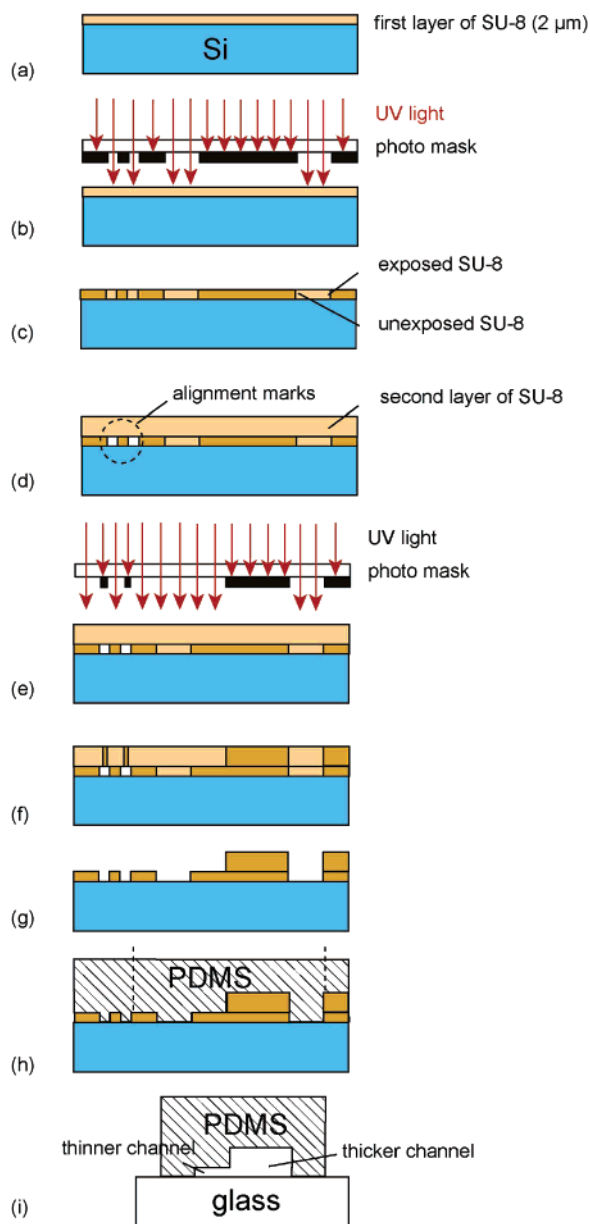 first layer of SU-8 (2 µm)
Si
(a)
UV light
photo mask
(b)
exposed SU-8
unexposed SU-8
(c)
alignment marks
second layer of SU-8
(d)
UV light
photo mask
(e)
(f)
(g)
PDMS
(h)
PDMS
thinner channel
thicker channel
glass
(i)